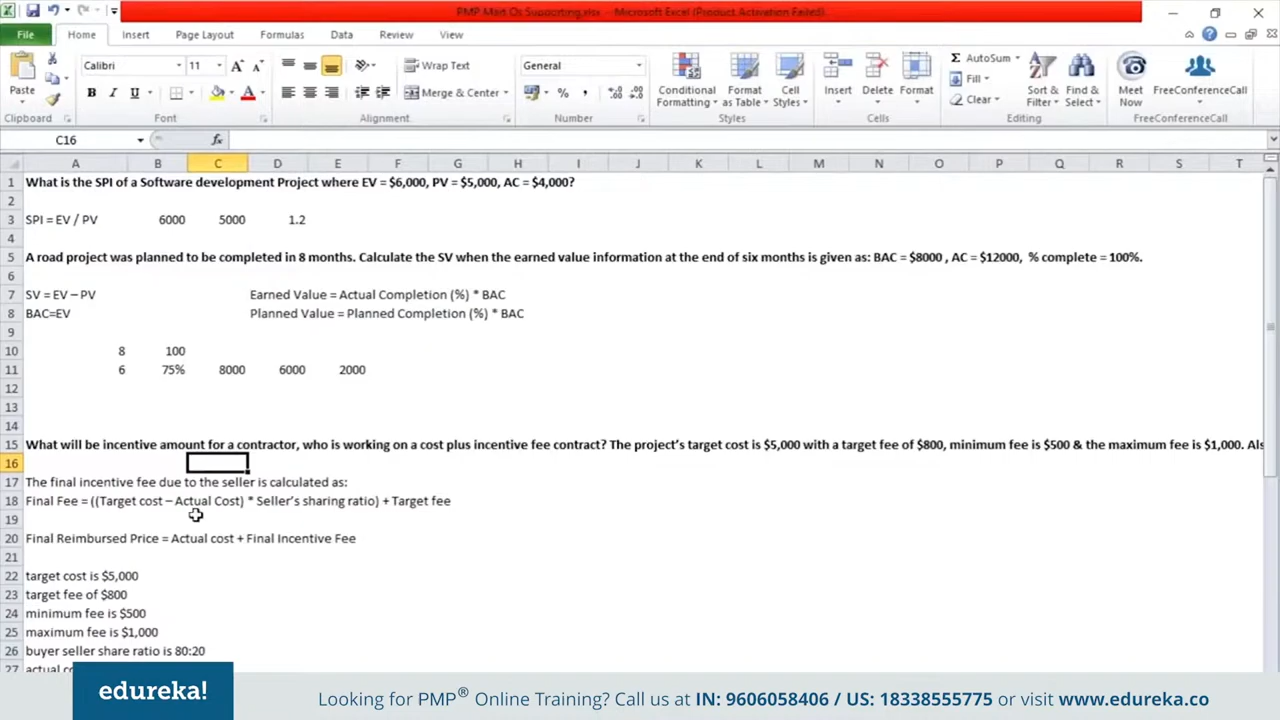 PMP Mact Qs Supporting.xlsx - Microsoft Excel (Product Activation Failed)
File Home Insert Page Layout Formulas Data Review View
Paste
Calibri 11
B I U
Wrap Text
Merge & Center
General
% ,
Conditional Formatting
Format as Table
Cell Styles
Insert
Delete
Format
Σ AutoSum
Fill
Clear
Sort & Filter
Find & Select
Meet Now
FreeConferenceCall
Clipboard Font Alignment Number Styles Cells Editing FreeConferenceCall
C16 fx
A B C D E F G H I J K L M N O P Q R S T
1 What is the SPI of a Software development Project where EV = $6,000, PV = $5,000, AC = $4,000?
2
3 SPI = EV / PV 6000 5000 1.2
4
5 A road project was planned to be completed in 8 months. Calculate the SV when the earned value information at the end of six months is given as: BAC = $8000 , AC = $12000, % complete = 100%.
6
7 SV = EV – PV Earned Value = Actual Completion (%) * BAC
8 BAC=EV Planned Value = Planned Completion (%) * BAC
9
10 8 100
11 6 75% 8000 6000 2000
12
13
14
15 What will be incentive amount for a contractor, who is working on a cost plus incentive fee contract? The project's target cost is $5,000 with a target fee of $800, minimum fee is $500 & the maximum fee is $1,000. Als
16
17 The final incentive fee due to the seller is calculated as:
18 Final Fee = ((Target cost – Actual Cost) * Seller's sharing ratio) + Target fee
19
20 Final Reimbursed Price = Actual cost + Final Incentive Fee
21
22 target cost is $5,000
23 target fee of $800
24 minimum fee is $500
25 maximum fee is $1,000
26 buyer seller share ratio is 80:20
27 actual co
edureka!
Looking for PMP® Online Training? Call us at IN: 9606058406 / US: 18338555775 or visit www.edureka.co